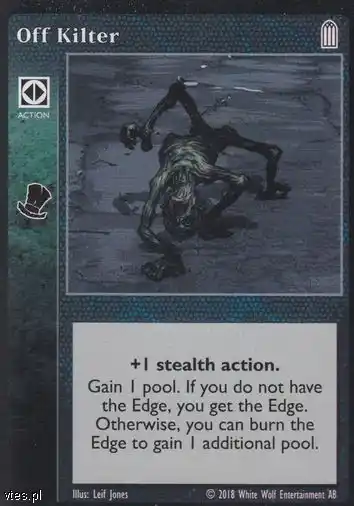 Off Kilter
ACTION
+1 stealth action.
Gain 1 pool. If you do not have
the Edge, you get the Edge.
Otherwise, you can burn the
Edge to gain 1 additional pool.
Illus: Leif Jones © 2018 White Wolf Entertainment AB
vtes.pl